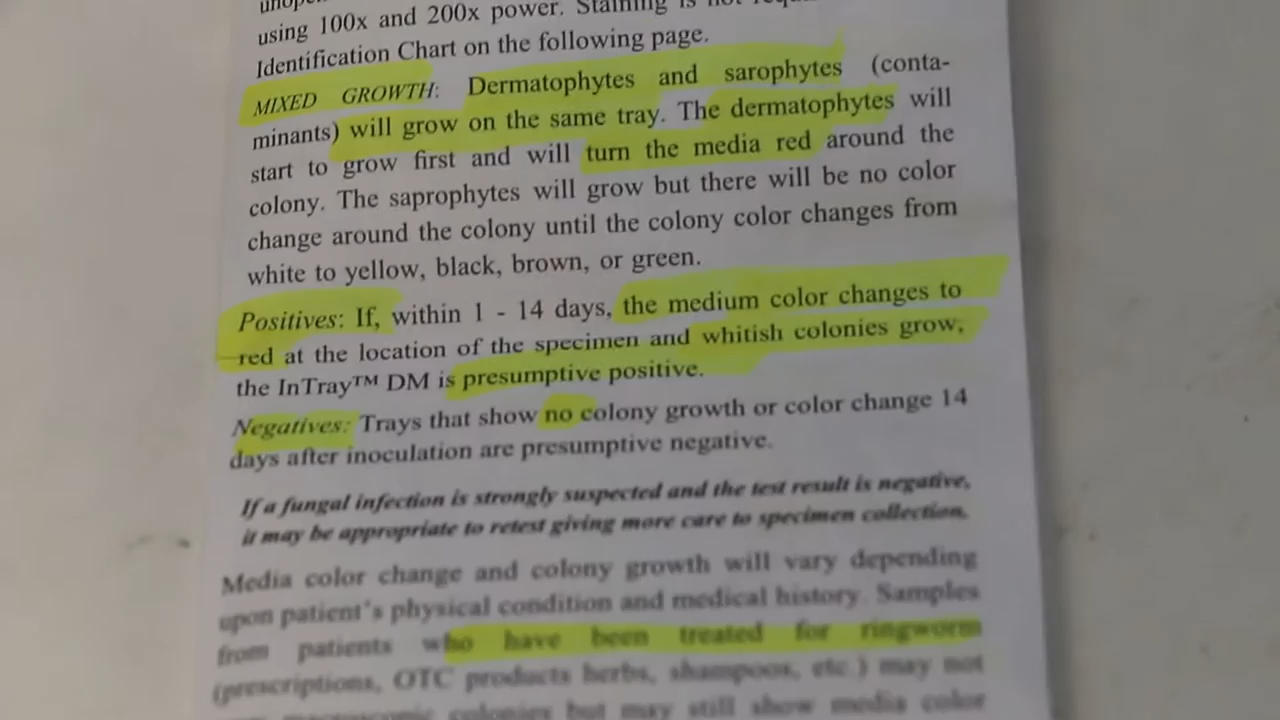 using 100x and 200x power. Staining is not
Identification Chart on the following page.
MIXED GROWTH: Dermatophytes and sarophytes (conta-
minants) will grow on the same tray. The dermatophytes will
start to grow first and will turn the media red around the
colony. The saprophytes will grow but there will be no color
change around the colony until the colony color changes from
white to yellow, black, brown, or green.
Positives: If, within 1 - 14 days, the medium color changes to
red at the location of the specimen and whitish colonies grow,
the InTray™ DM is presumptive positive.
Negatives: Trays that show no colony growth or color change 14
days after inoculation are presumptive negative.
If a fungal infection is strongly suspected and the test result is negative,
it may be appropriate to retest giving more care to specimen collection.
Media color change and colony growth will vary depending
upon patient's physical condition and medical history. Samples
from patients who have been treated for ringworm
(prescriptions, OTC products herbs, shampoos, etc.) may not
macroscopic colonies but may still show media color